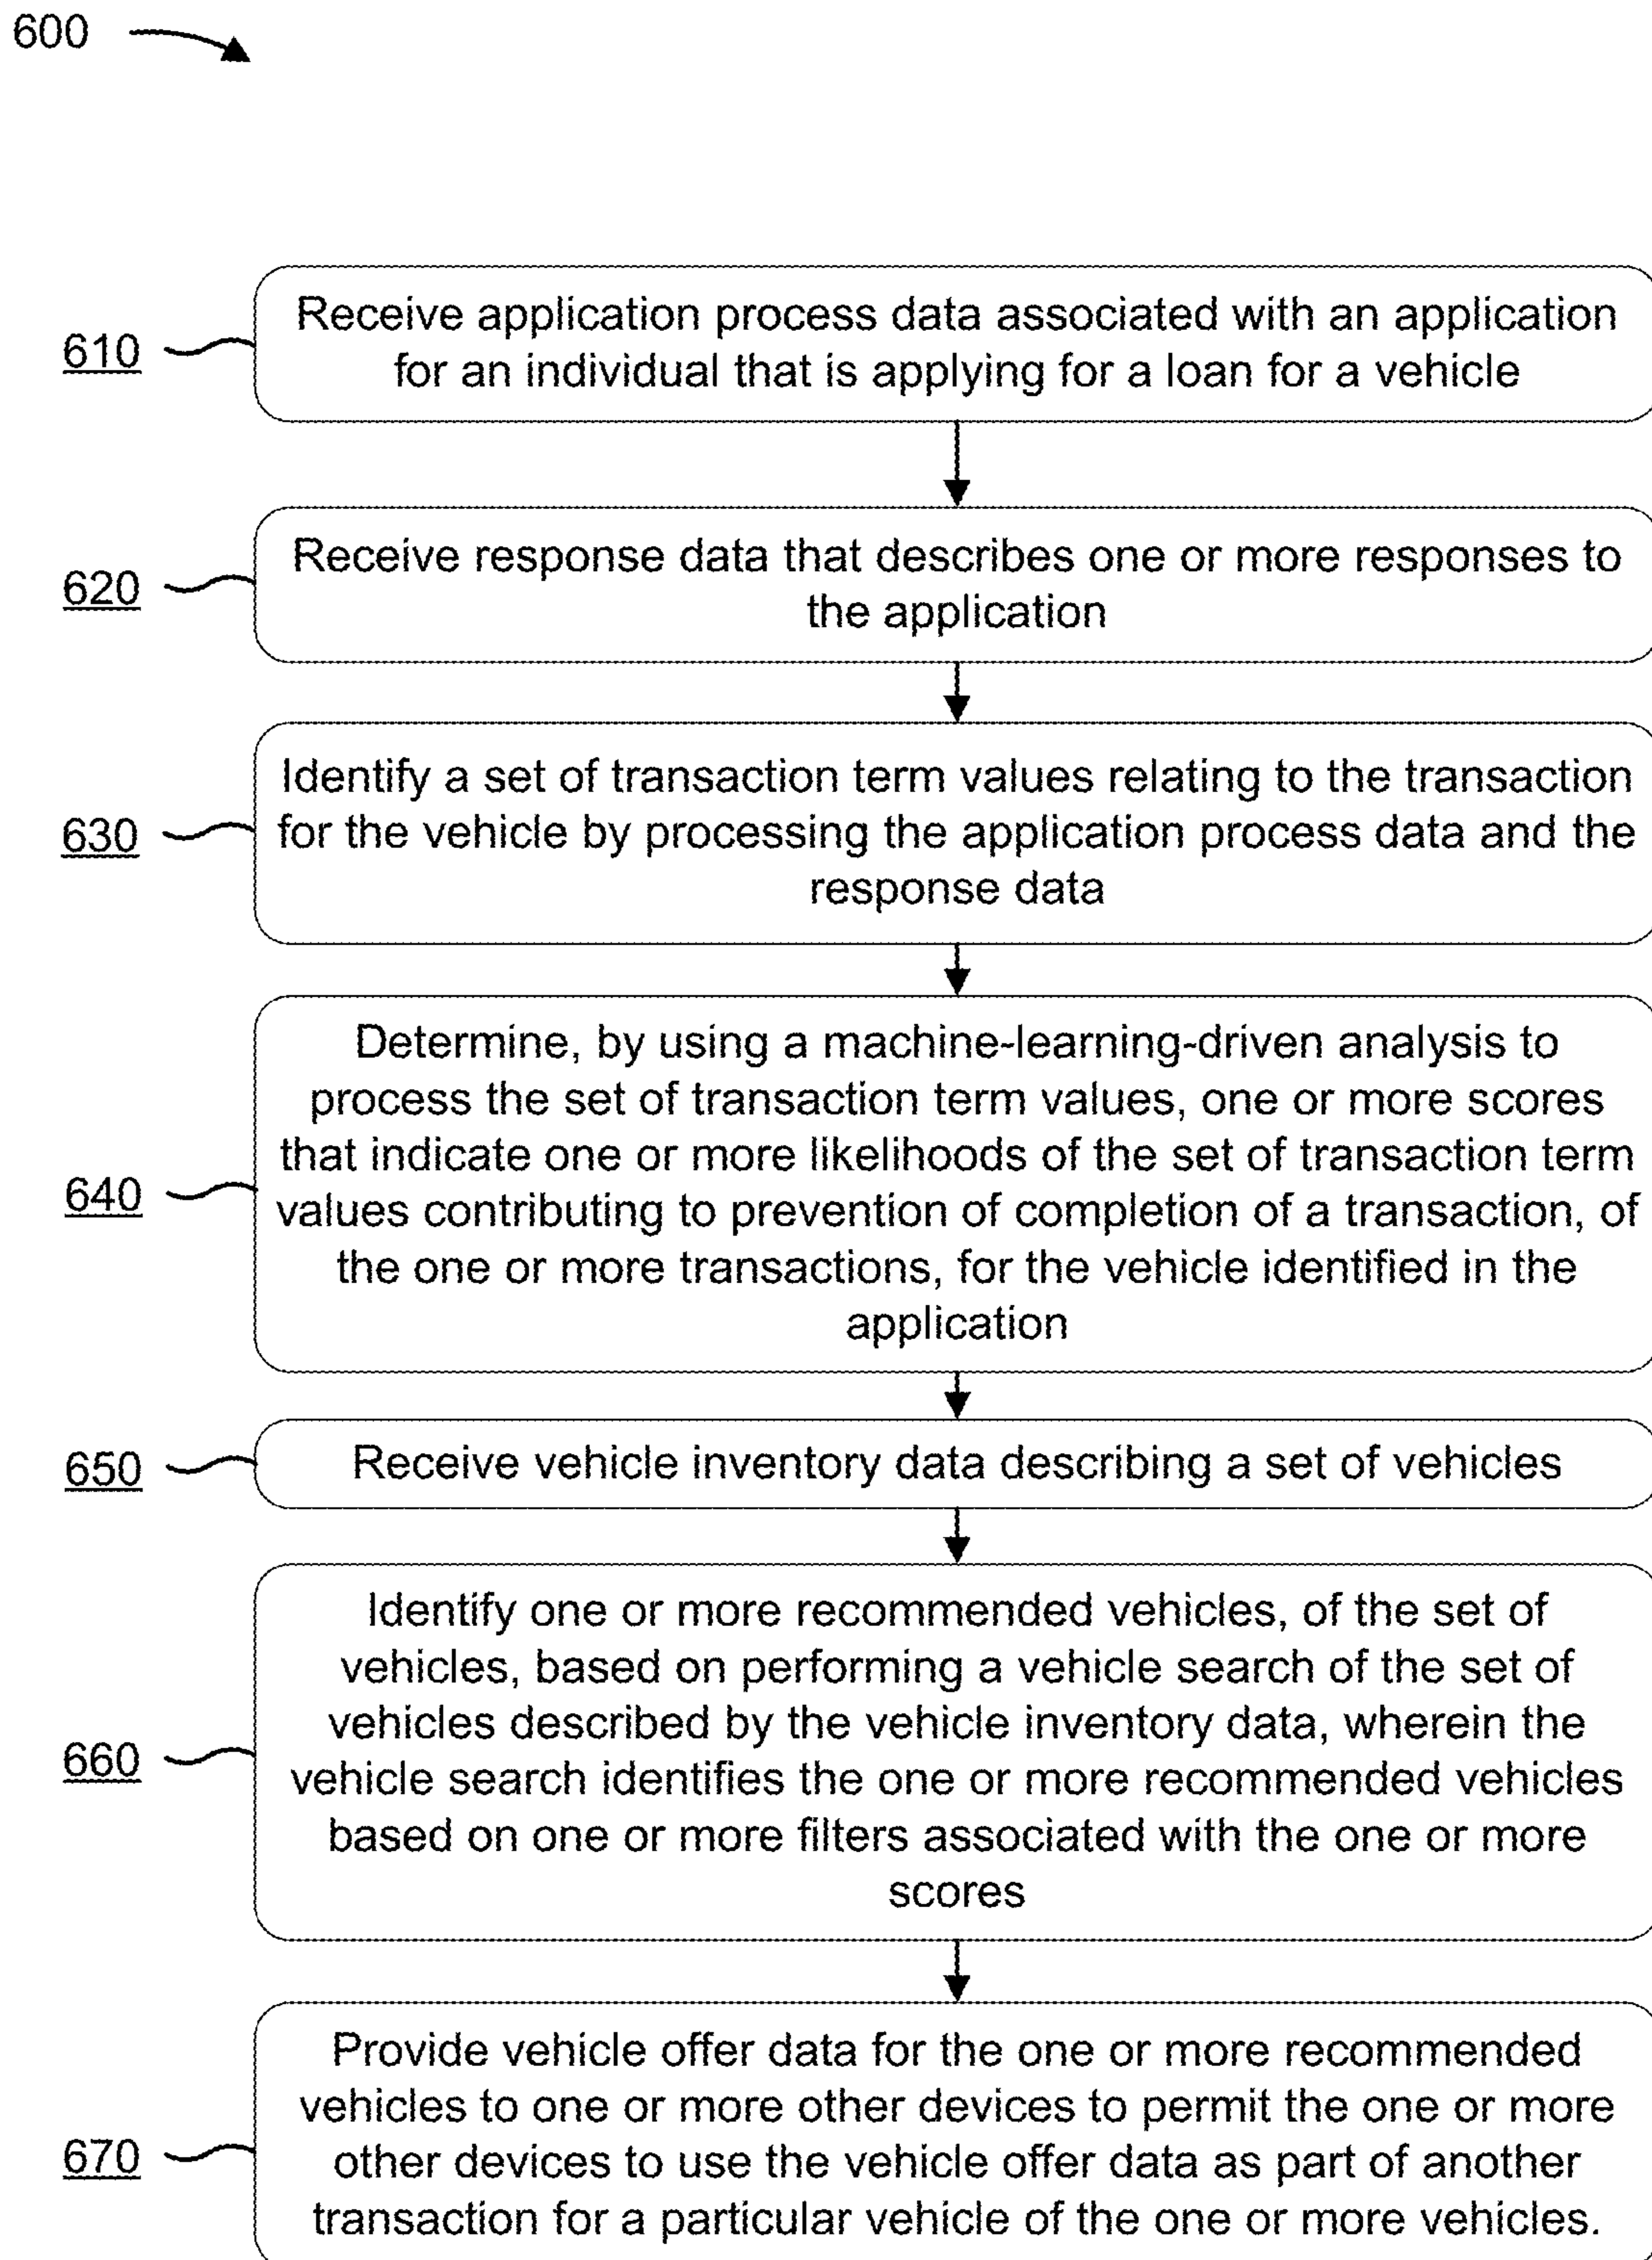 600
610
Receive application process data associated with an application
for an individual that is applying for a loan for a vehicle
620
Receive response data that describes one or more responses to
the application
630
Identify a set of transaction term values relating to the transaction
for the vehicle by processing the application process data and the
response data
640
Determine, by using a machine-learning-driven analysis to
process the set of transaction term values, one or more scores
that indicate one or more likelihoods of the set of transaction term
values contributing to prevention of completion of a transaction, of
the one or more transactions, for the vehicle identified in the
application
650
Receive vehicle inventory data describing a set of vehicles
660
Identify one or more recommended vehicles, of the set of
vehicles, based on performing a vehicle search of the set of
vehicles described by the vehicle inventory data, wherein the
vehicle search identifies the one or more recommended vehicles
based on one or more filters associated with the one or more
scores
670
Provide vehicle offer data for the one or more recommended
vehicles to one or more other devices to permit the one or more
other devices to use the vehicle offer data as part of another
transaction for a particular vehicle of the one or more vehicles.